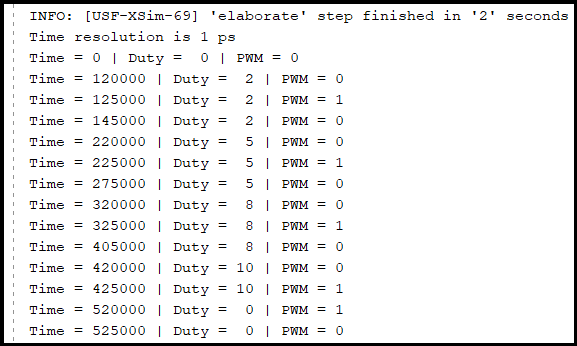 INFO: [USF-XSim-69] 'elaborate' step finished in '2' seconds
Time resolution is 1 ps
Time = 0 | Duty =  0 | PWM = 0
Time = 120000 | Duty =  2 | PWM = 0
Time = 125000 | Duty =  2 | PWM = 1
Time = 145000 | Duty =  2 | PWM = 0
Time = 220000 | Duty =  5 | PWM = 0
Time = 225000 | Duty =  5 | PWM = 1
Time = 275000 | Duty =  5 | PWM = 0
Time = 320000 | Duty =  8 | PWM = 0
Time = 325000 | Duty =  8 | PWM = 1
Time = 405000 | Duty =  8 | PWM = 0
Time = 420000 | Duty = 10 | PWM = 0
Time = 425000 | Duty = 10 | PWM = 1
Time = 520000 | Duty =  0 | PWM = 1
Time = 525000 | Duty =  0 | PWM = 0